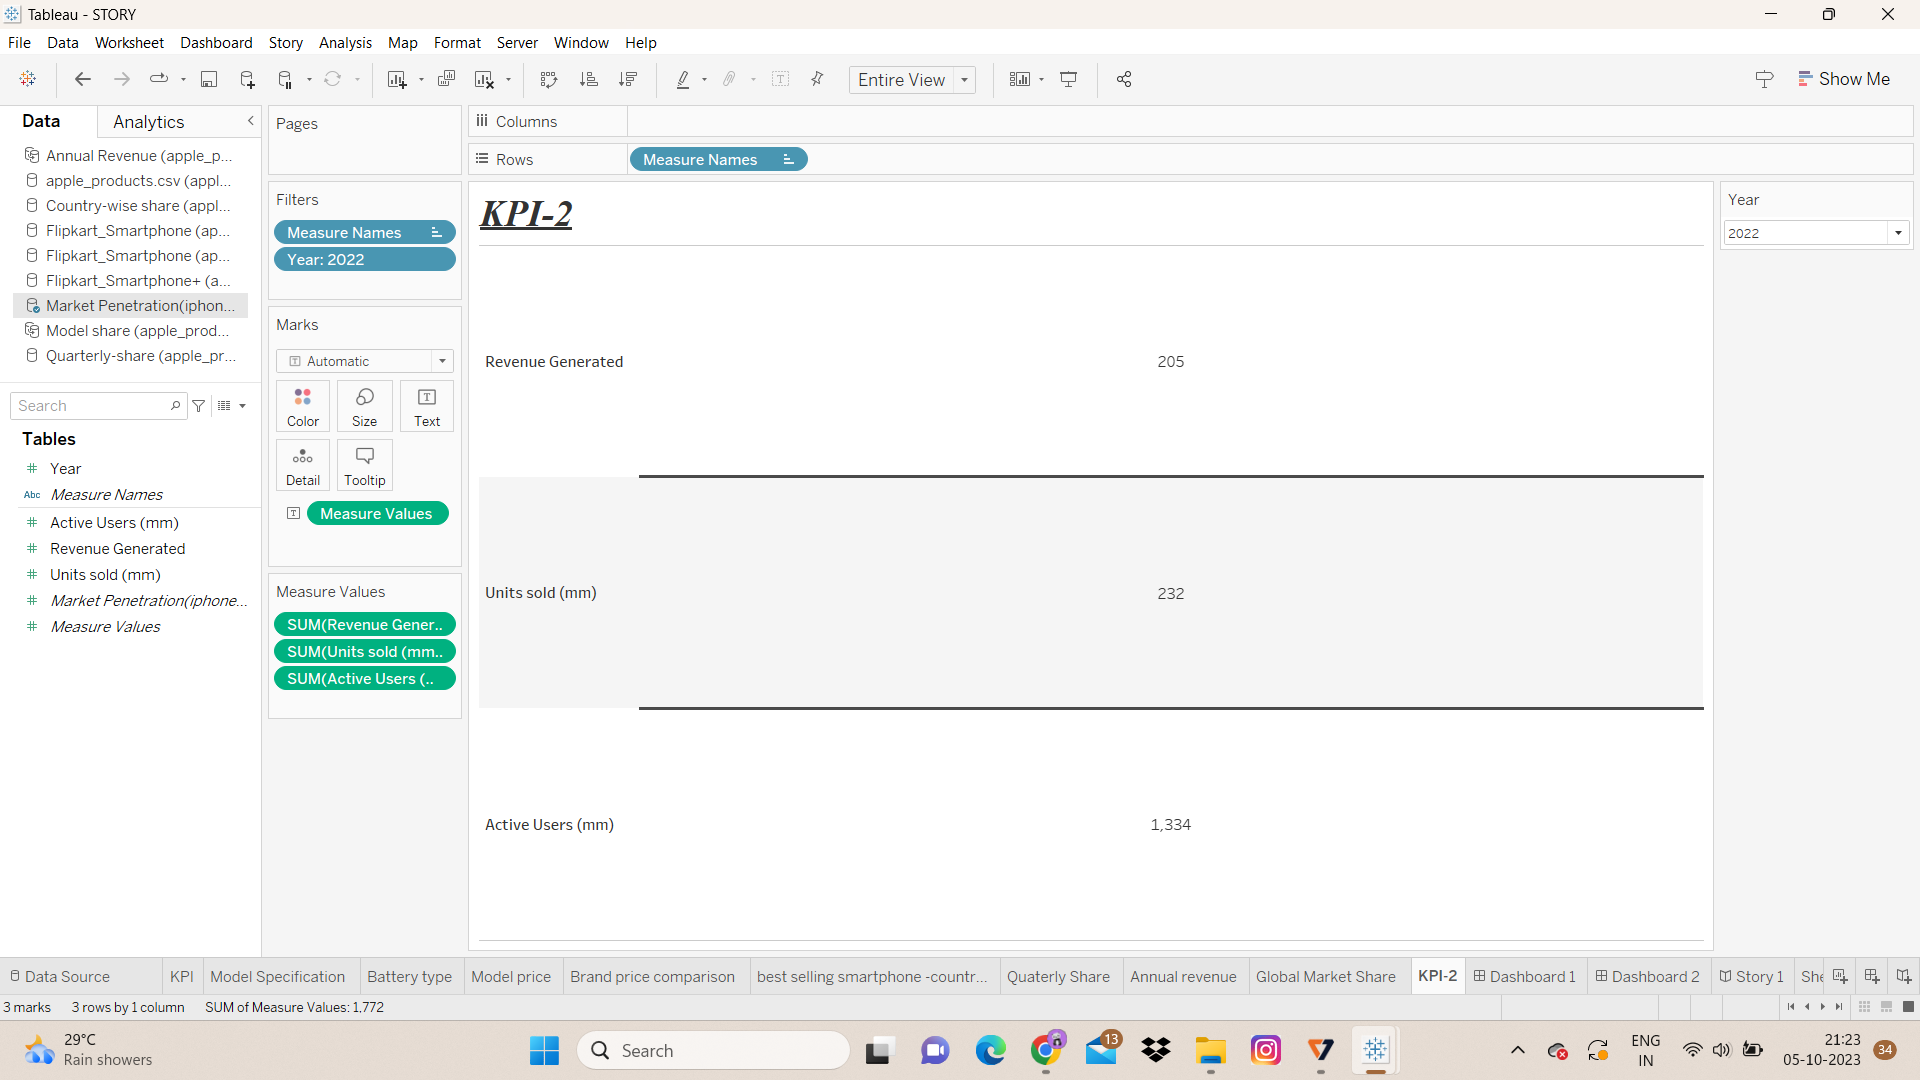 Tableau - STORY
File Data Worksheet Dashboard Story Analysis Map Format Server Window Help
Entire View
Show Me
Data Analytics
Annual Revenue (apple_p...
apple_products.csv (appl...
Country-wise share (appl...
Flipkart_Smartphone (ap...
Flipkart_Smartphone (ap...
Flipkart_Smartphone+ (a...
Market Penetration(iphon...
Model share (apple_prod...
Quarterly-share (apple_pr...
Search
Tables
Year
Abc Measure Names
Active Users (mm)
Revenue Generated
Units sold (mm)
Market Penetration(iphone...
Measure Values
Pages
Filters
Measure Names
Year: 2022
Marks
T Automatic
Color Size T Text
Detail Tooltip
T Measure Values
Measure Values
SUM(Revenue Gener..
SUM(Units sold (mm..
SUM(Active Users (..
Columns
Rows Measure Names
KPI-2
Revenue Generated 205
Units sold (mm) 232
Active Users (mm) 1,334
Year
2022
Data Source KPI Model Specification Battery type Model price Brand price comparison best selling smartphone -countr... Quaterly Share Annual revenue Global Market Share KPI-2 Dashboard 1 Dashboard 2 Story 1 She
3 marks 3 rows by 1 column SUM of Measure Values: 1,772
29°C
Rain showers
Search
13
ENG
IN
21:23
05-10-2023
34